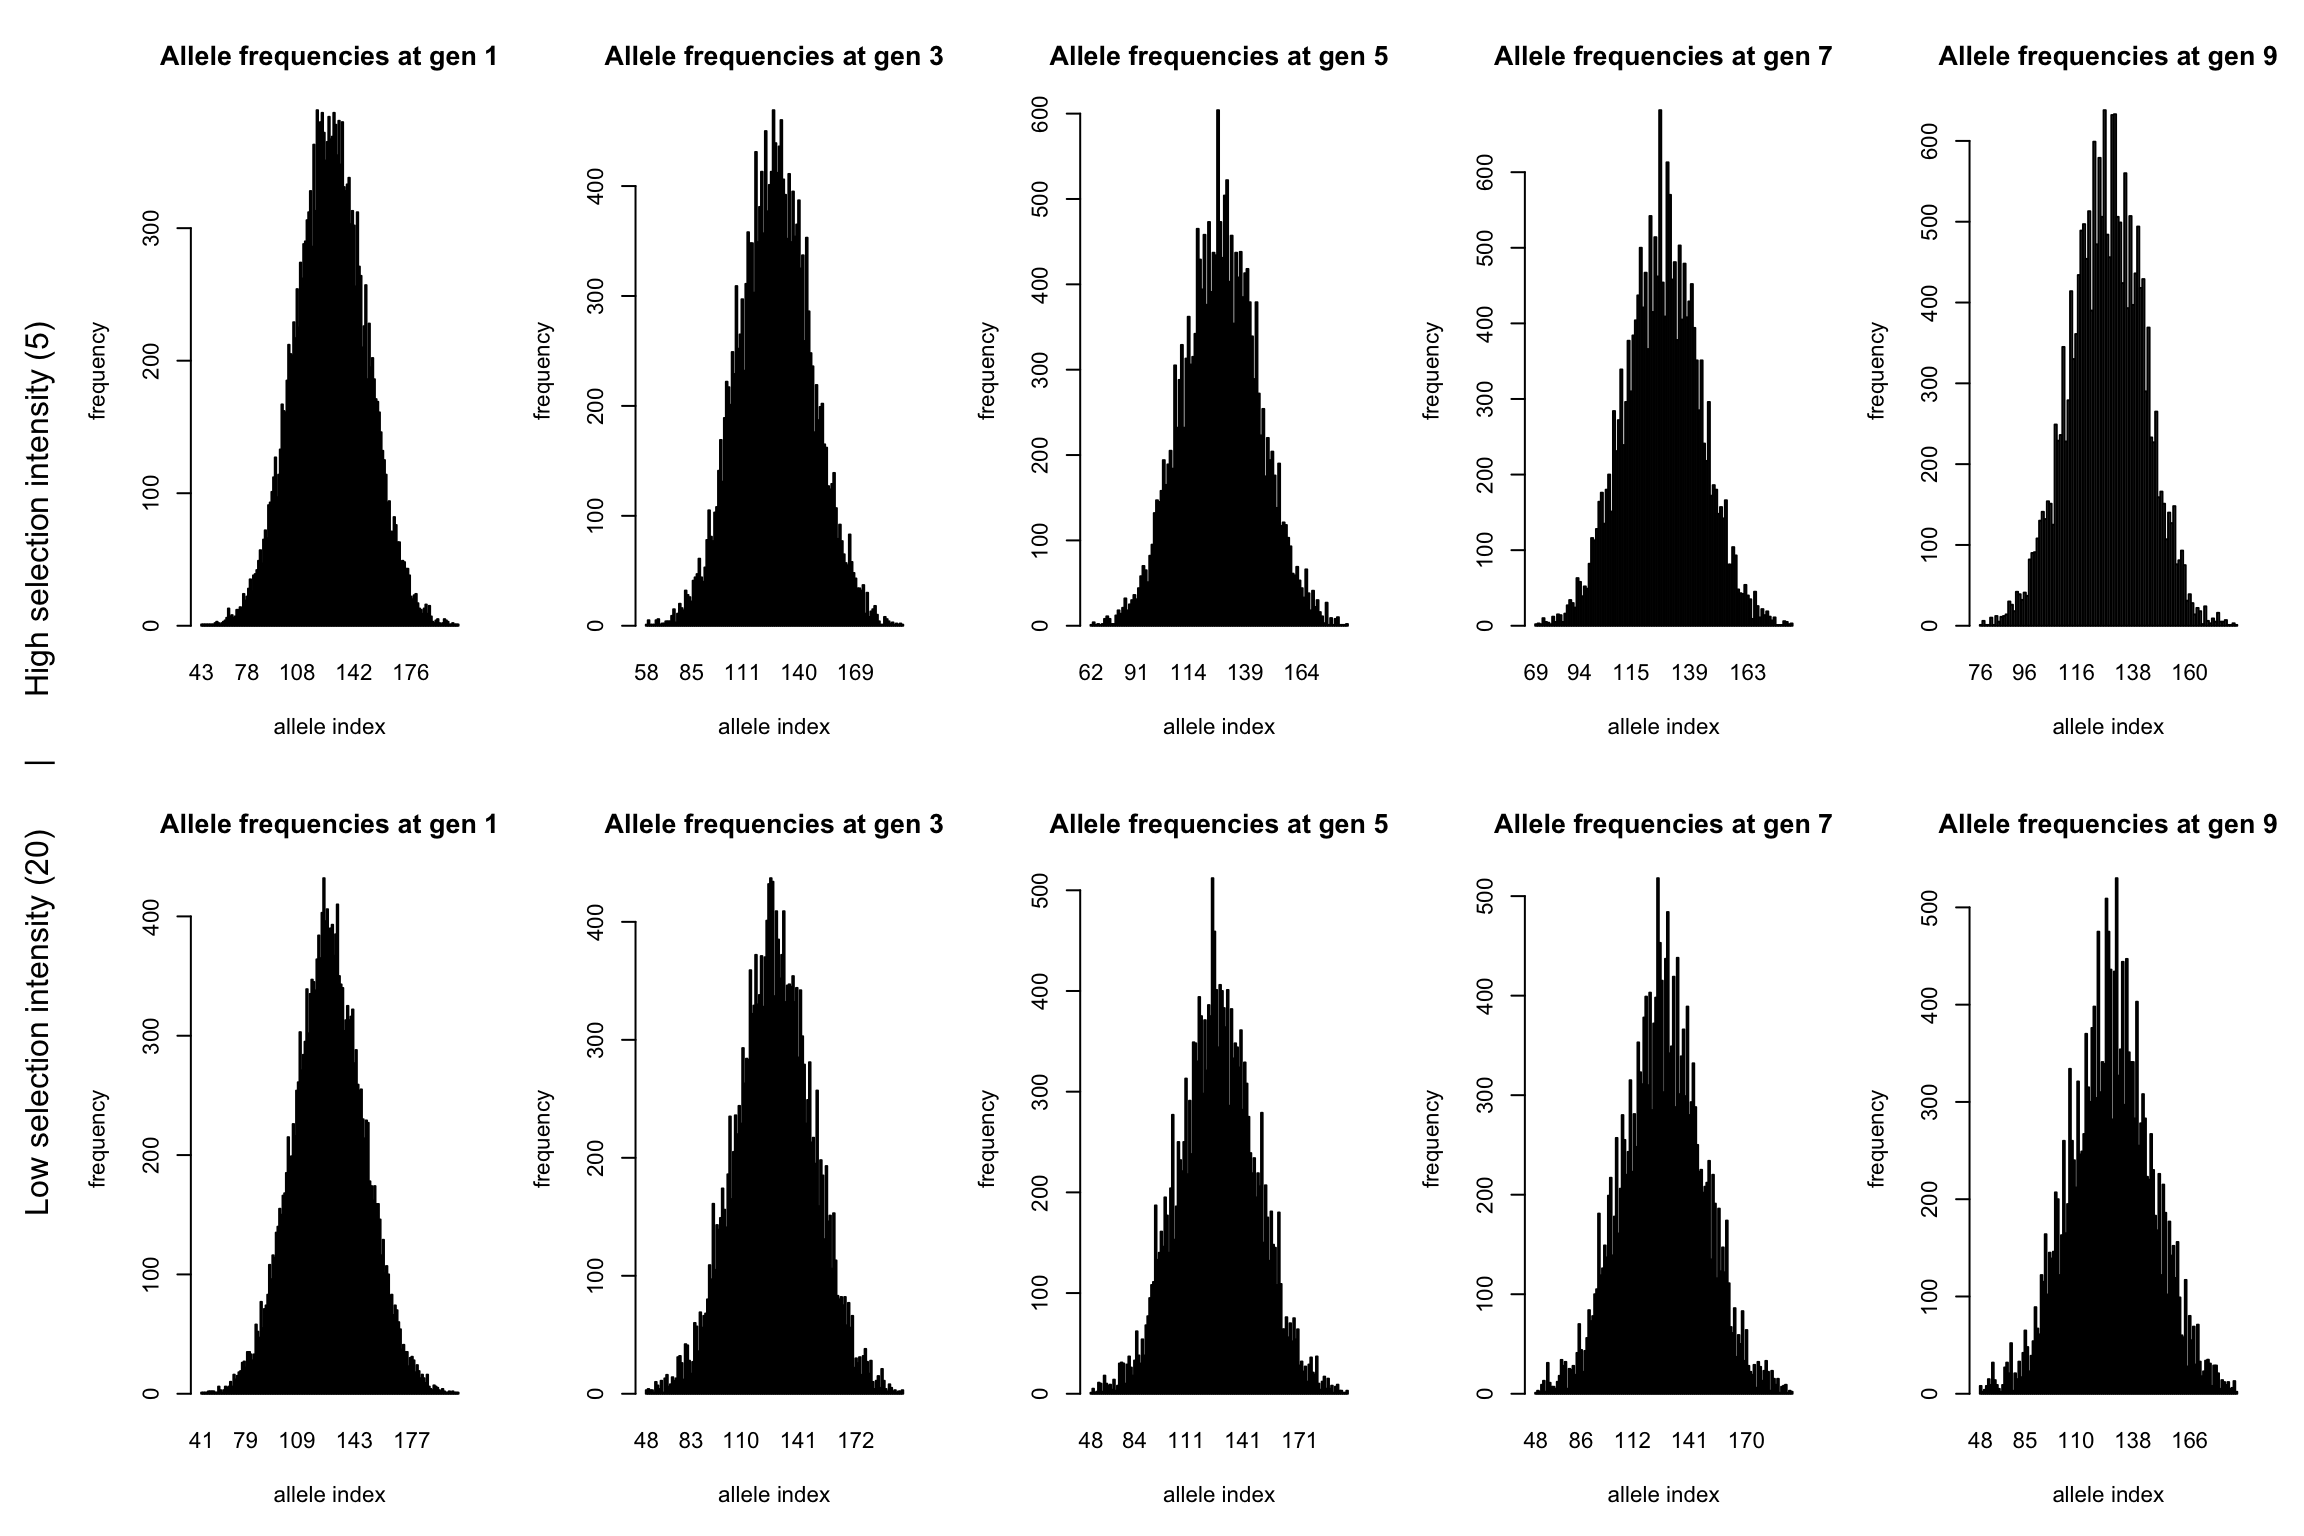 Low selection intensity (20) | High selection intensity (5)
Allele frequencies at gen 1
frequency
0 100 200 300
43 78 108 142 176
allele index
Allele frequencies at gen 3
frequency
0 100 200 300 400
58 85 111 140 169
allele index
Allele frequencies at gen 5
frequency
0 100 200 300 400 500 600
62 91 114 139 164
allele index
Allele frequencies at gen 7
frequency
0 100 200 300 400 500 600
69 94 115 139 163
allele index
Allele frequencies at gen 9
frequency
0 100 200 300 400 500 600
76 96 116 138 160
allele index
Allele frequencies at gen 1
frequency
0 100 200 300 400
41 79 109 143 177
allele index
Allele frequencies at gen 3
frequency
0 100 200 300 400
48 83 110 141 172
allele index
Allele frequencies at gen 5
frequency
0 100 200 300 400 500
48 84 111 141 171
allele index
Allele frequencies at gen 7
frequency
0 100 200 300 400 500
48 86 112 141 170
allele index
Allele frequencies at gen 9
frequency
0 100 200 300 400 500
48 85 110 138 166
allele index